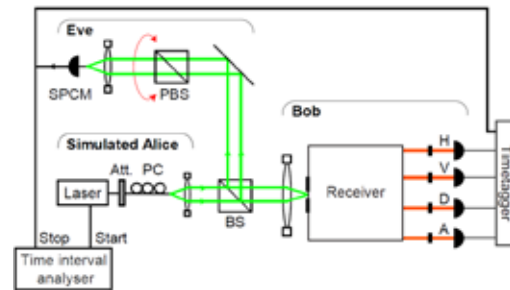 Eve
SPCM
PBS
Bob
Simulated Alice
Att. PC
Laser
BS
Receiver
H
V
D
A
Timetagger
Stop
Start
Time interval
analyser